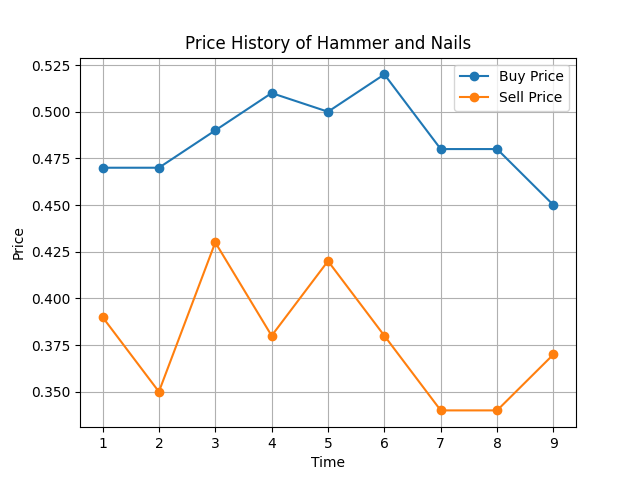 Price History of Hammer and Nails
Buy Price
Sell Price
Price
0.525
0.500
0.475
0.450
0.425
0.400
0.375
0.350
1 2 3 4 5 6 7 8 9
Time